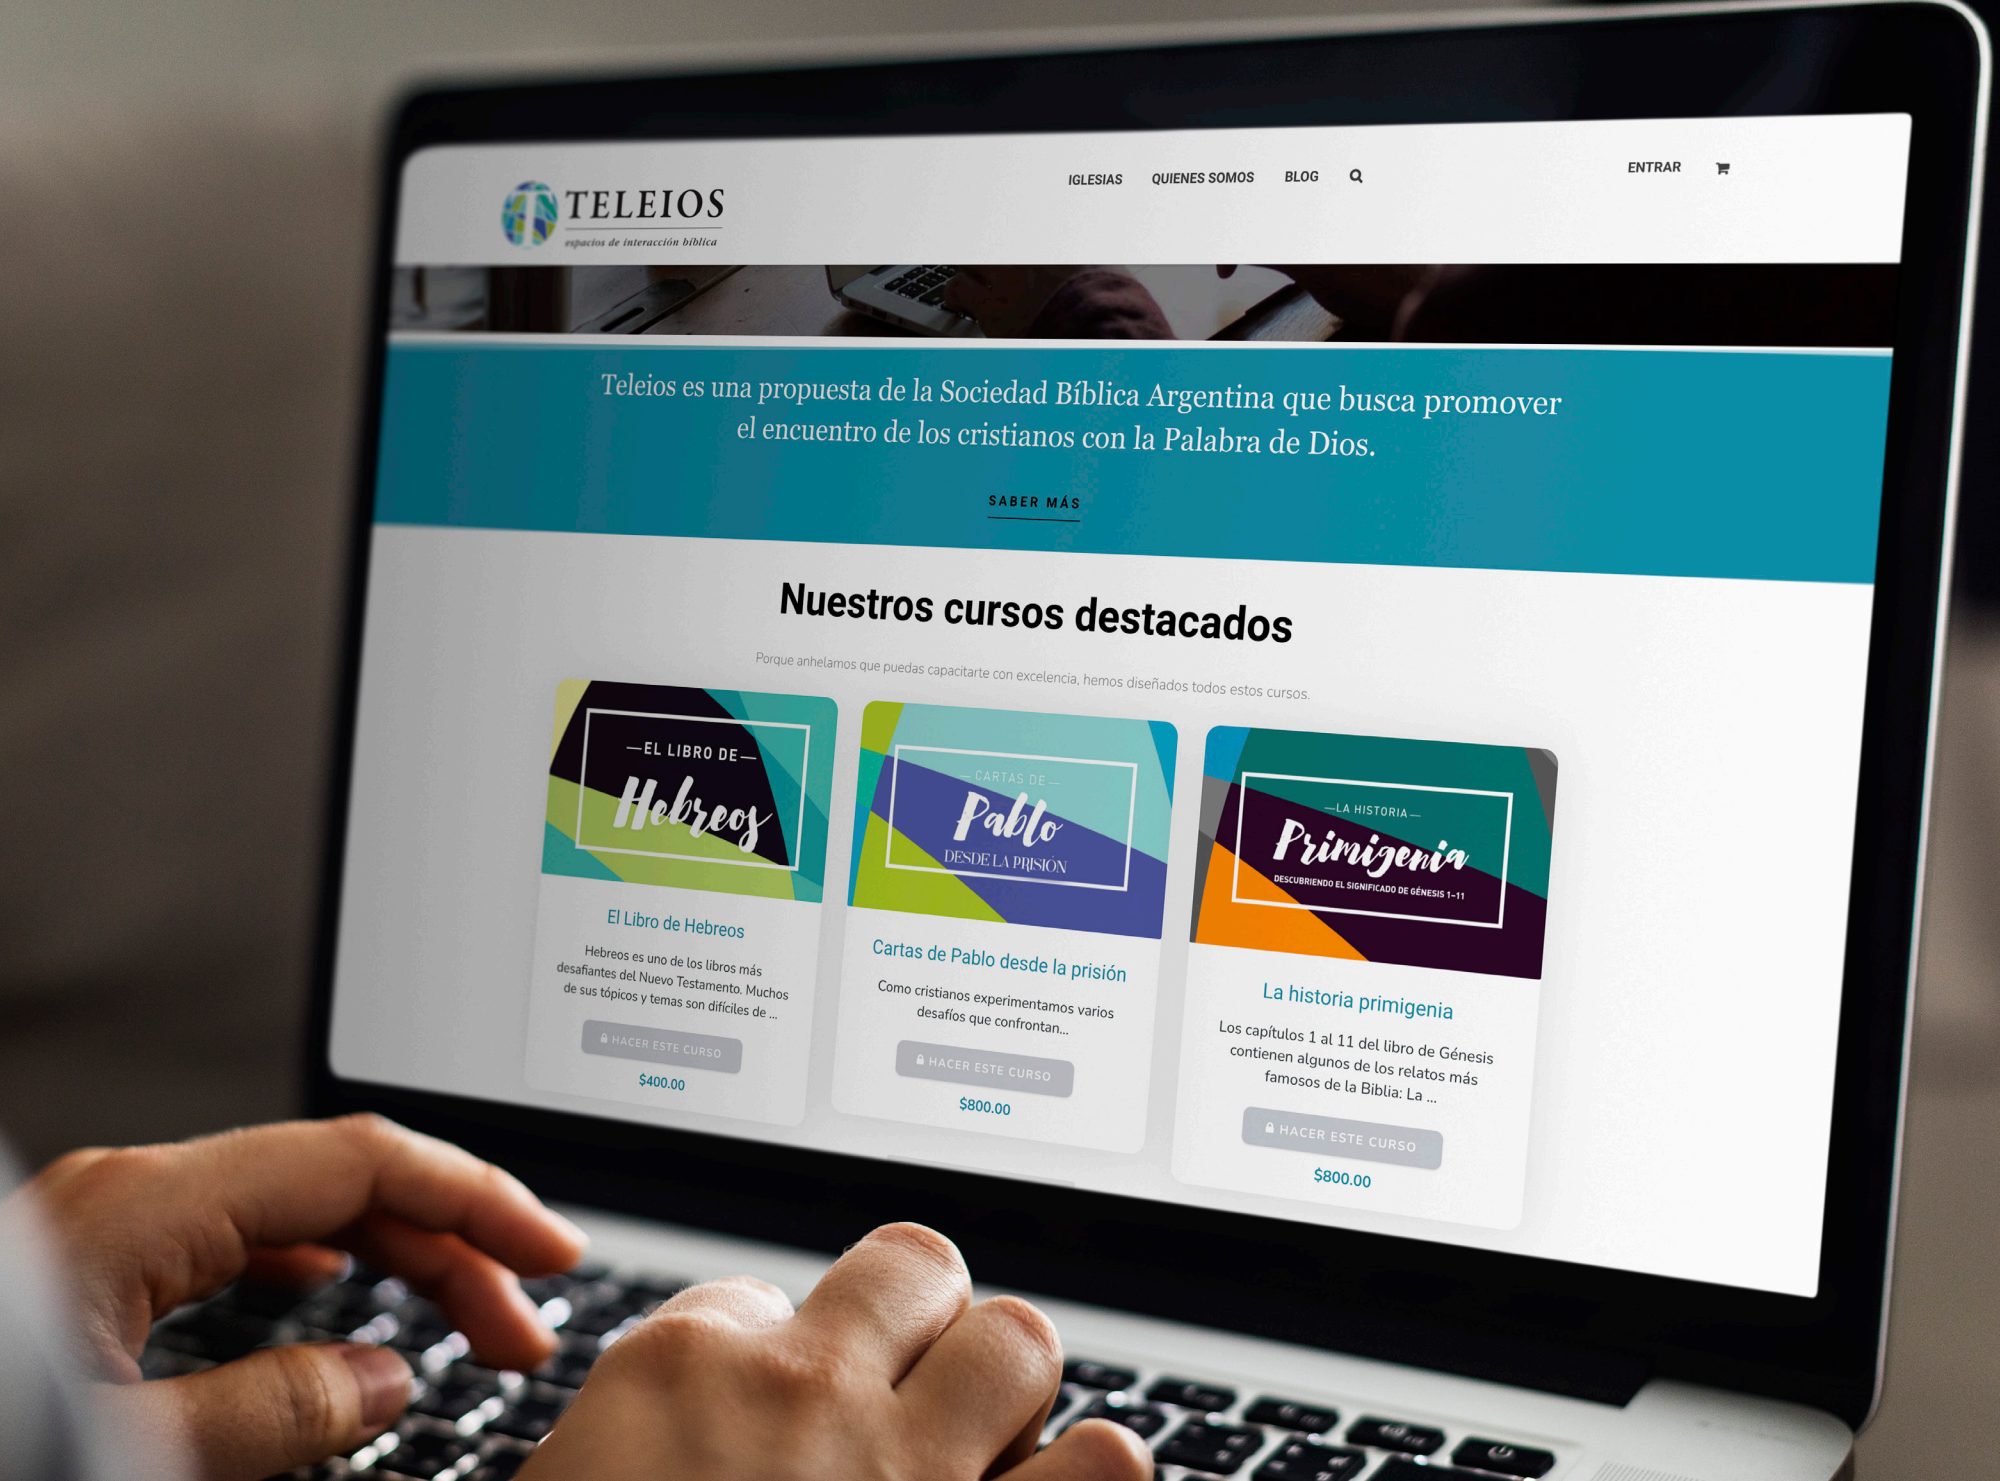 TELEIOS
espacios de interacción bíblica
IGLESIAS QUIENES SOMOS BLOG
ENTRAR
Teleios es una propuesta de la Sociedad Bíblica Argentina que busca promover
el encuentro de los cristianos con la Palabra de Dios.
SABER MÁS
Nuestros cursos destacados
Porque anhelamos que puedas capacitarte con excelencia, hemos diseñados todos estos cursos.
—EL LIBRO DE—
Hebreos
El Libro de Hebreos
Hebreos es uno de los libros más
desafiantes del Nuevo Testamento. Muchos
de sus tópicos y temas son difíciles de ...
HACER ESTE CURSO
$400.00
—CARTAS DE—
Pablo
DESDE LA PRISIÓN
Cartas de Pablo desde la prisión
Como cristianos experimentamos varios
desafíos que confrontan...
HACER ESTE CURSO
$800.00
—LA HISTORIA—
Primigenia
DESCUBRIENDO EL SIGNIFICADO DE GÉNESIS 1-11
La historia primigenia
Los capítulos 1 al 11 del libro de Génesis
contienen algunos de los relatos más
famosos de la Biblia: La ...
HACER ESTE CURSO
$800.00